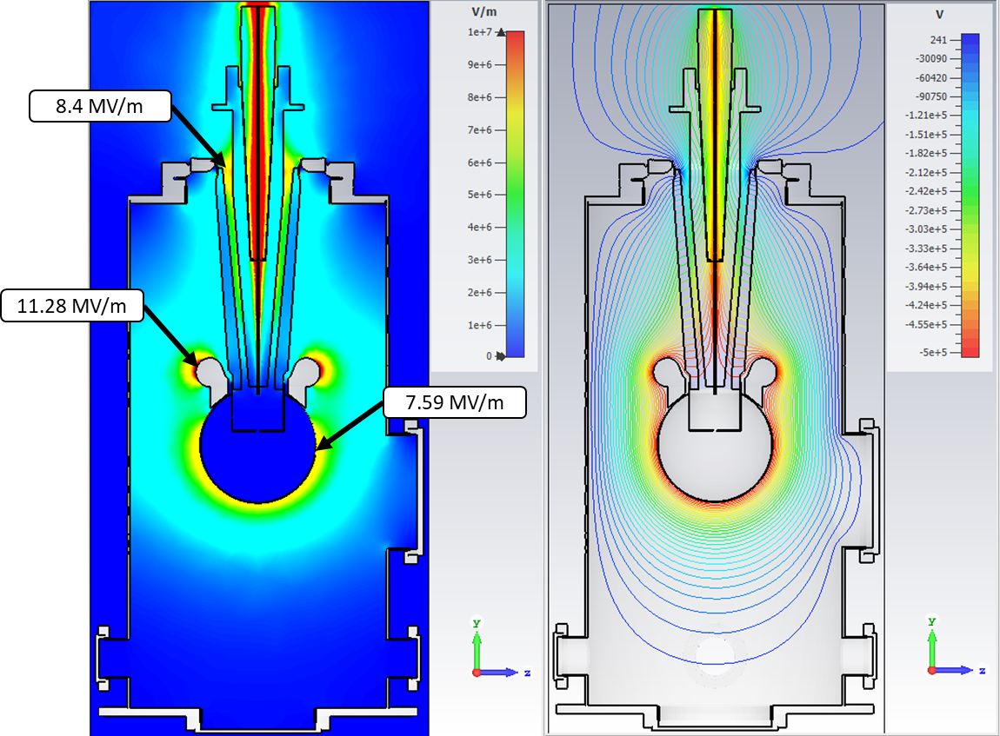 V/m
1e+7
9e+6
8e+6
7e+6
6e+6
5e+6
4e+6
3e+6
2e+6
1e+6
0
8.4 MV/m
11.28 MV/m
7.59 MV/m
y
z
V
241
-30090
-60420
-90750
-1.21e+5
-1.51e+5
-1.82e+5
-2.12e+5
-2.42e+5
-2.73e+5
-3.03e+5
-3.33e+5
-3.64e+5
-3.94e+5
-4.24e+5
-4.55e+5
-5e+5
y
z